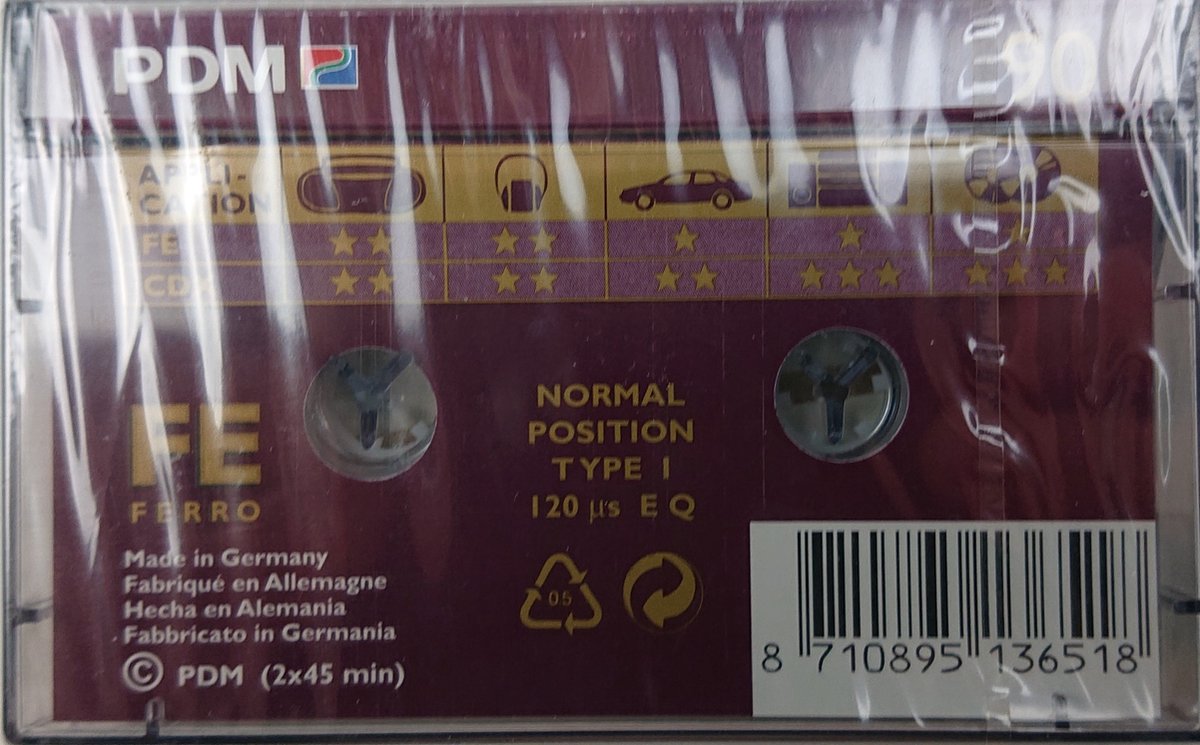 PDM
90
APPLI-
CATION
FE
CDX
FE
FERRO
NORMAL
POSITION
TYPE I
120 µs EQ
Made in Germany
Fabriqué en Allemagne
Hecha en Alemania
Fabbricato in Germania
© PDM (2x45 min)
05
8 710895 136518